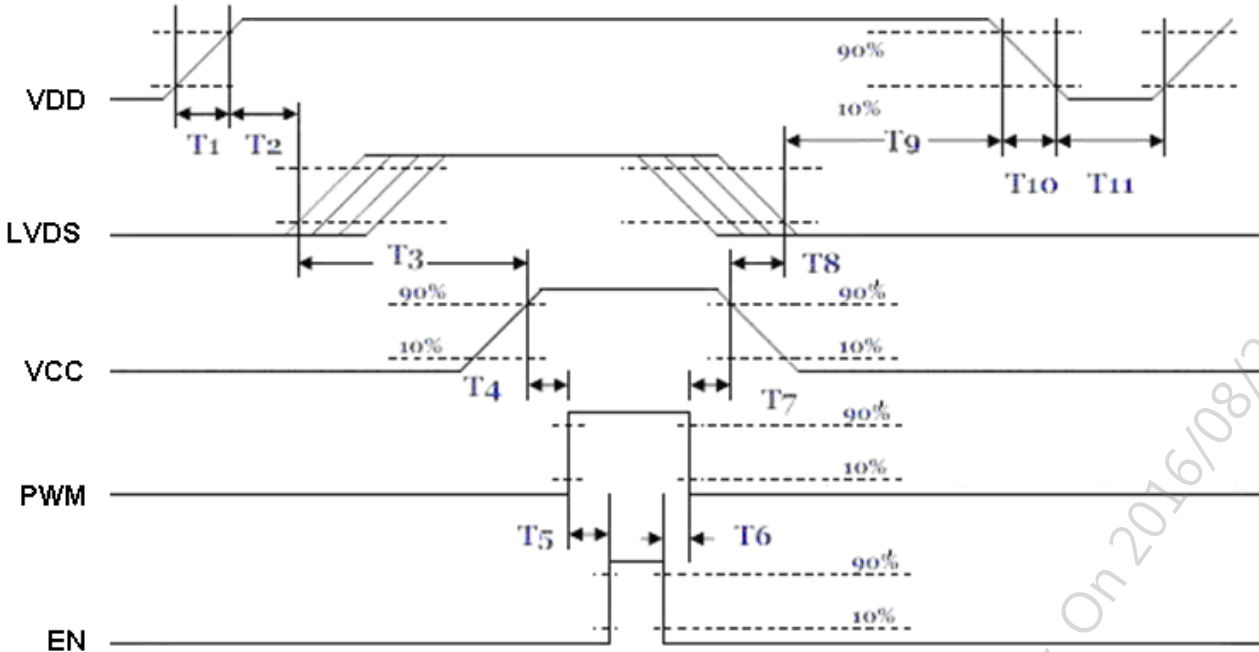 90%
VDD
10%
T1 T2
T9
T10 T11
LVDS
T3
T8
90%
90%
10%
10%
VCC
T4
T7
90%
10%
PWM
T5
T6
90%
10%
EN
On 2016/08/